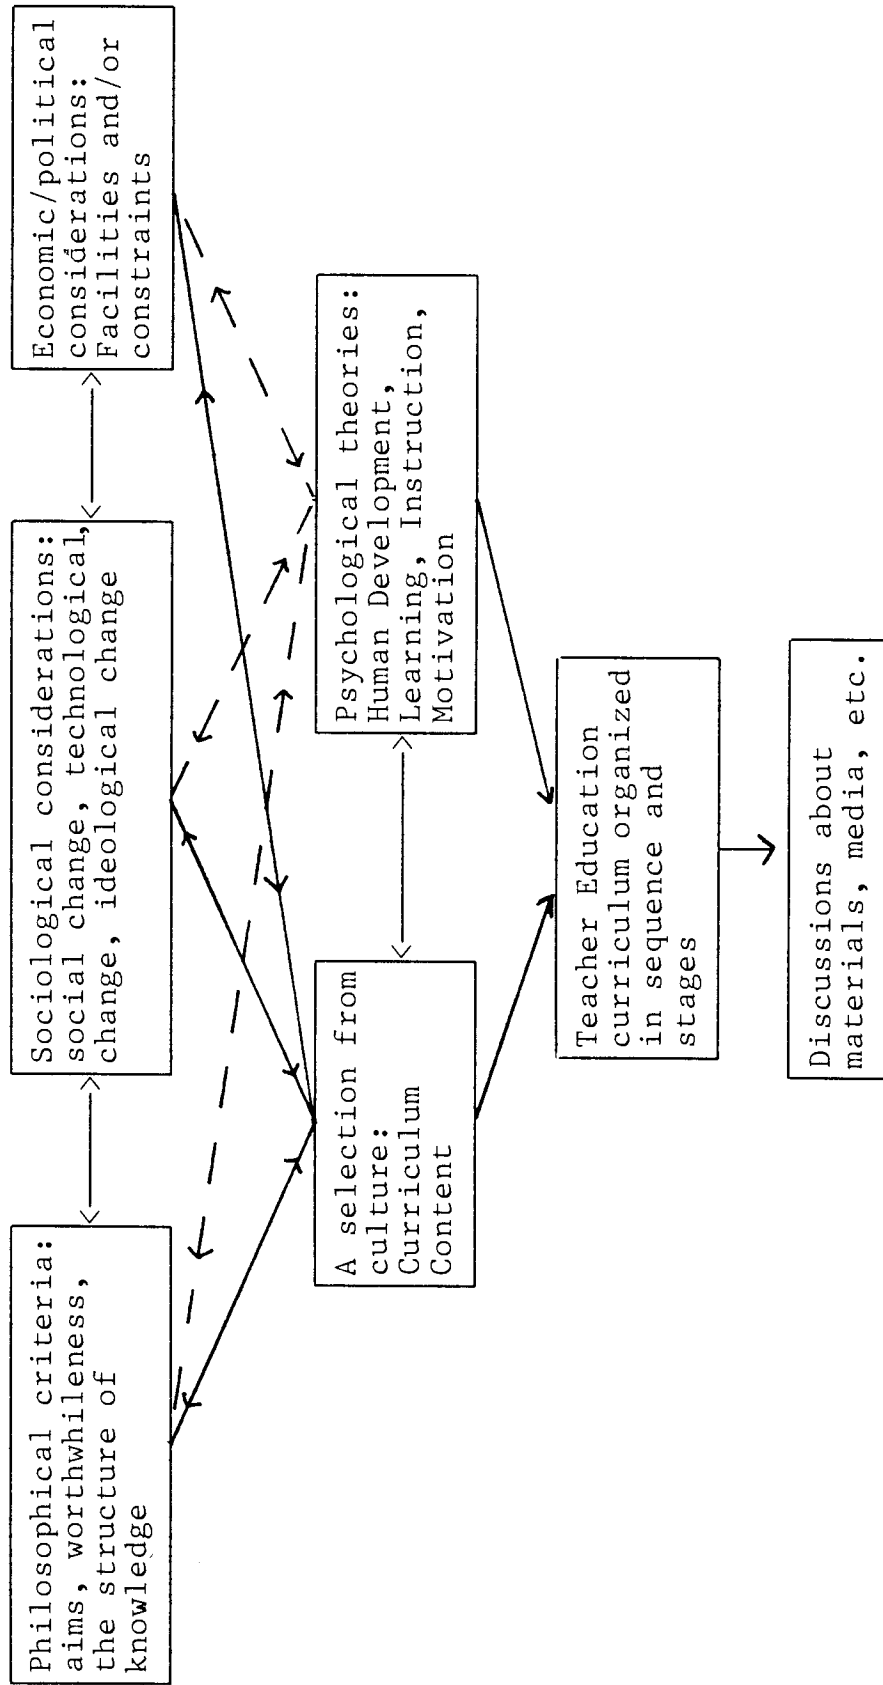 Philosophical criteria:
aims, worthwhileness,
the structure of
knowledge
Sociological considerations:
social change, technological,
change, ideological change
Economic/political
considerations:
Facilities and/or
constraints
A selection from
culture:
Curriculum
Content
Psychological theories:
Human Development,
Learning, Instruction,
Motivation
Teacher Education
curriculum organized
in sequence and
stages
Discussions about
materials, media, etc.